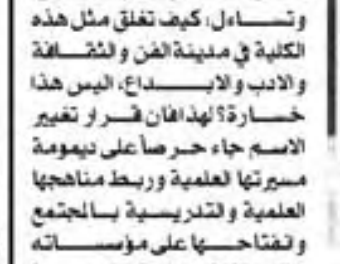 وتساءل، كيف تغلق مثل هذه
الكلية في مدينة الفن والثقافة
والادب والابداع، اليس هذا
خسارة؟ لهذا فان قرار تغيير
الاسم جاء حرصاً على ديمومة
مسيرتها العلمية وربط مناهجها
العلمية والتدريسية بالمجتمع
وانفتاحها على مؤسساته